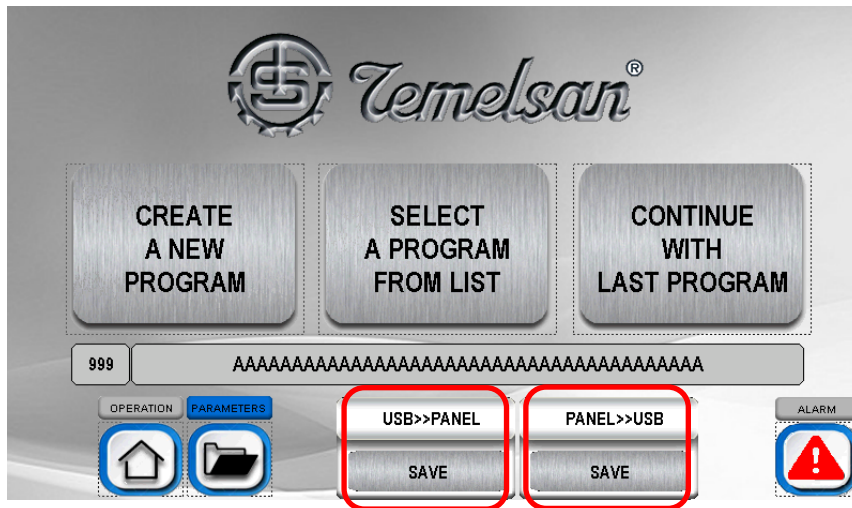 Temelsan®
CREATE
A NEW
PROGRAM
SELECT
A PROGRAM
FROM LIST
CONTINUE
WITH
LAST PROGRAM
999 AAAAAAAAAAAAAAAAAAAAAAAAAAAAAAAAAAAAAAAA
OPERATION PARAMETERS USB>>PANEL PANEL>>USB ALARM
SAVE SAVE